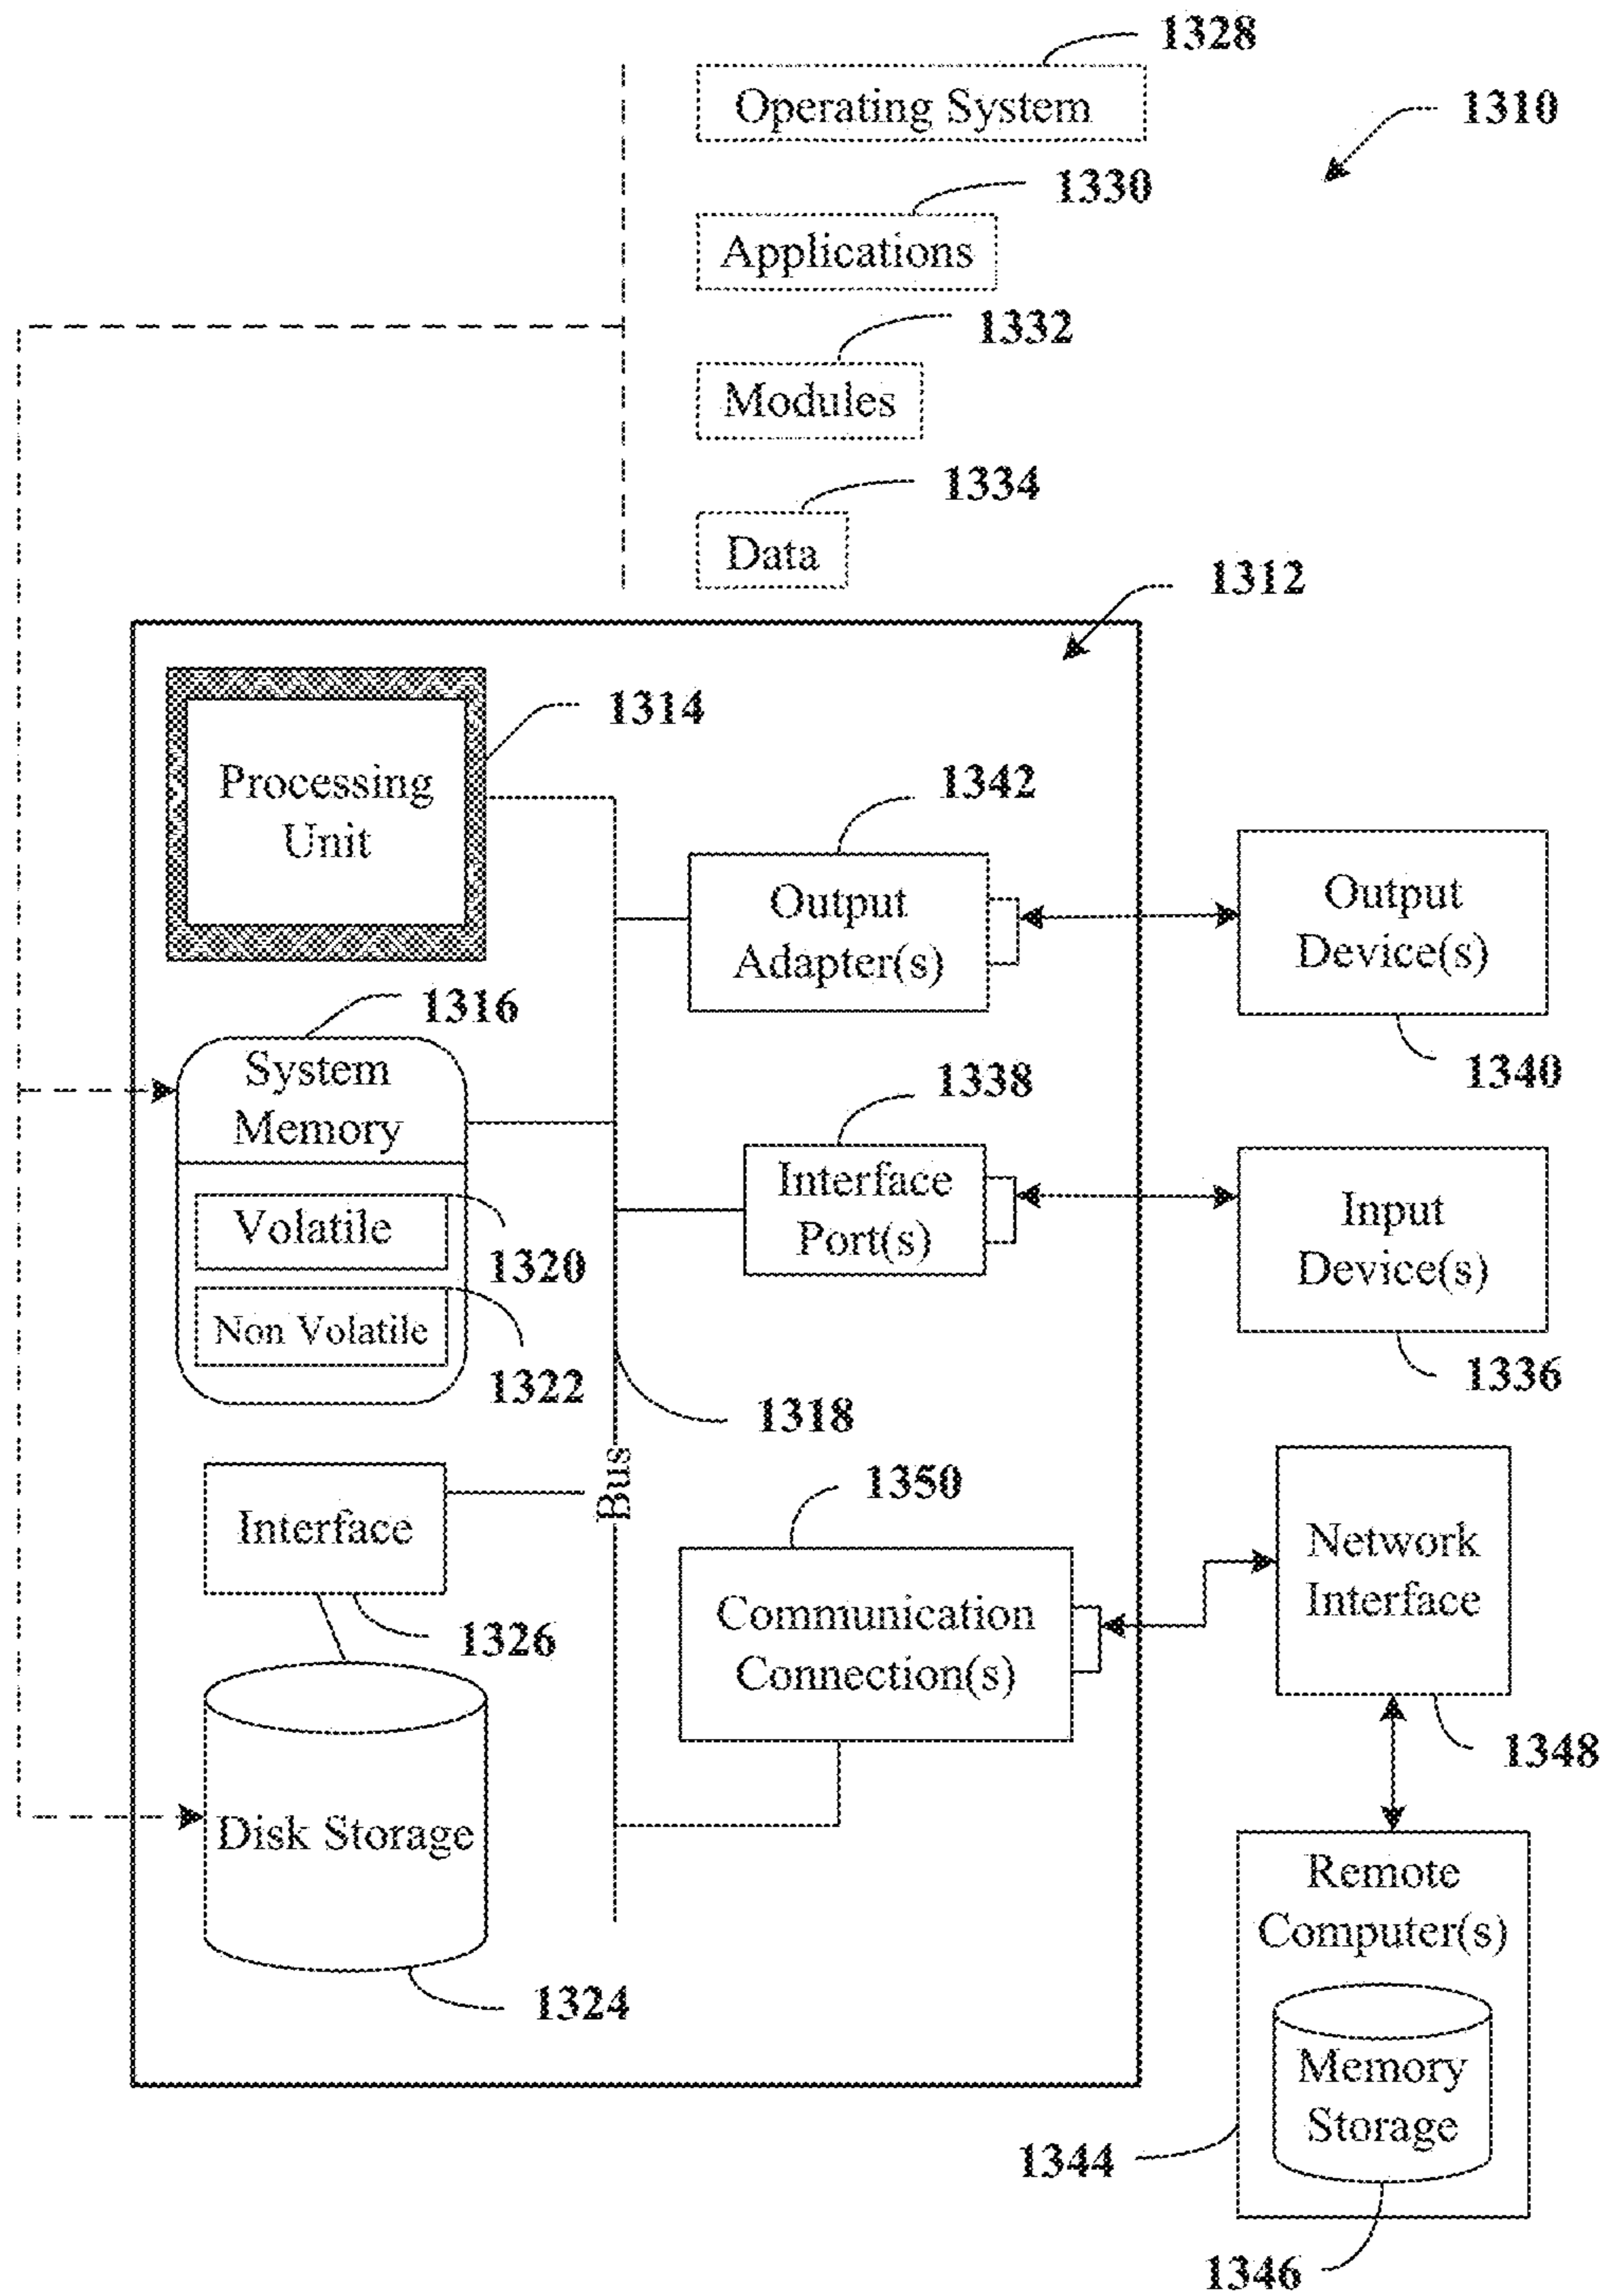 1328
Operating System
1310
1330
Applications
1332
Modules
1334
Data
1312
1314
Processing
Unit
1342
Output
Adapter(s)
Output
Device(s)
1340
1316
System
Memory
1338
Interface
Port(s)
Input
Device(s)
1336
Volatile
1320
Non Volatile
1322
1318
Bus
1350
Interface
1326
Communication
Connection(s)
Network
Interface
1348
Disk Storage
1324
Remote
Computer(s)
Memory
Storage
1344
1346